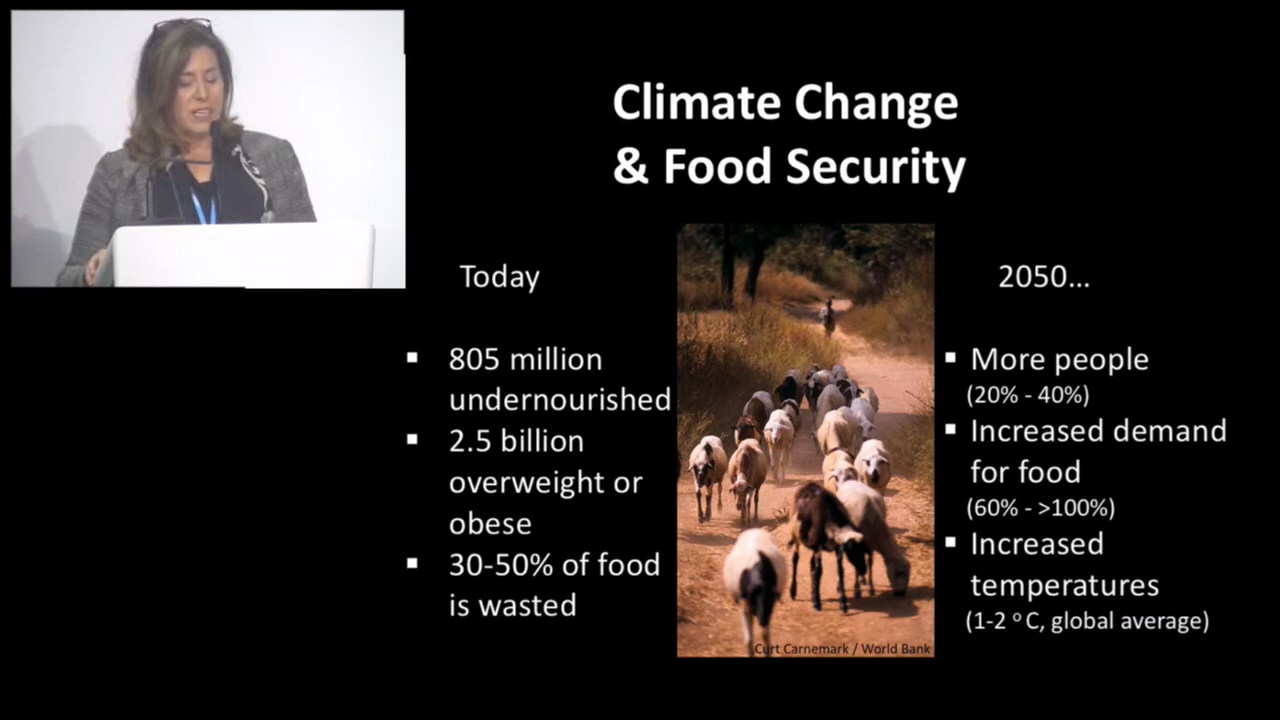 Climate Change
& Food Security
Today
▪ 805 million
undernourished
▪ 2.5 billion
overweight or
obese
▪ 30-50% of food
is wasted
2050...
▪ More people
(20% - 40%)
▪ Increased demand
for food
(60% - >100%)
▪ Increased
temperatures
(1-2 ° C, global average)
Curt Carnemark / World Bank